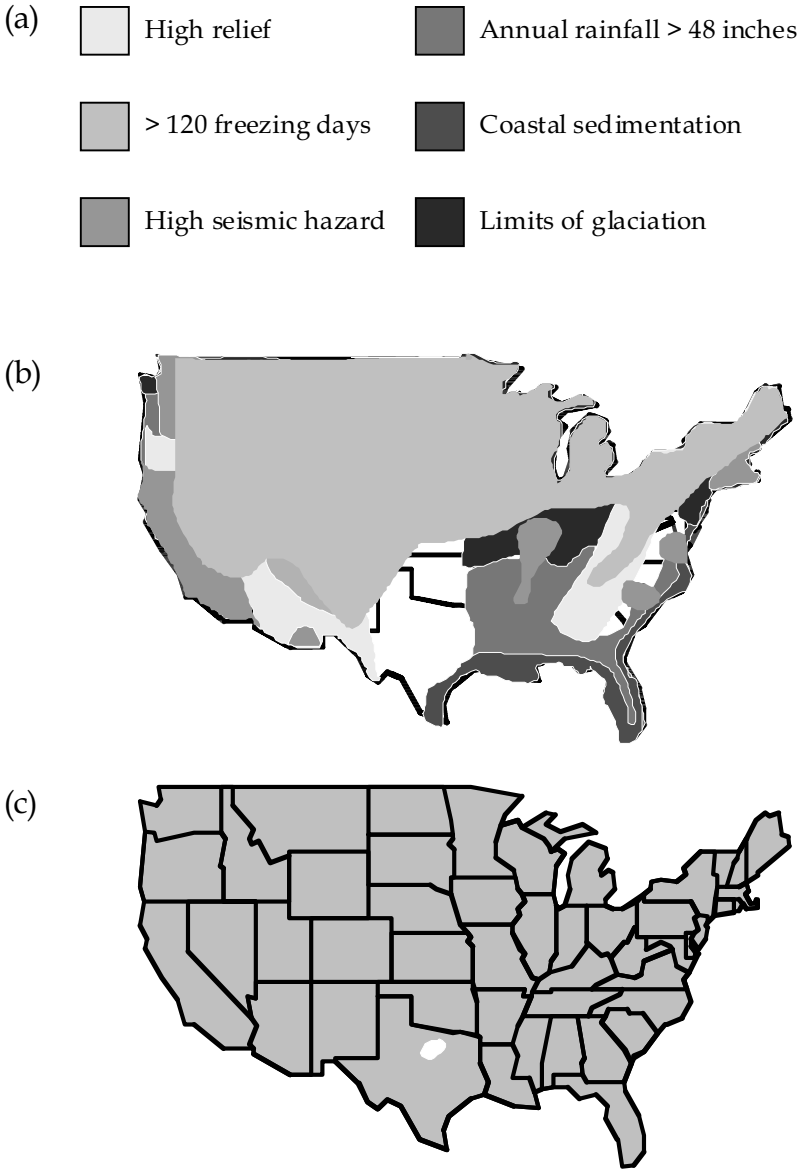 (a)
High relief
Annual rainfall > 48 inches
> 120 freezing days
Coastal sedimentation
High seismic hazard
Limits of glaciation
(b)
(c)